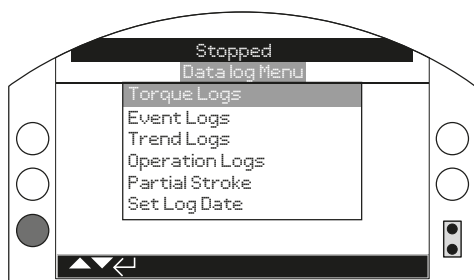 Stopped
Data log Menu
Torque Logs
Event Logs
Trend Logs
Operation Logs
Partial Stroke
Set Log Date